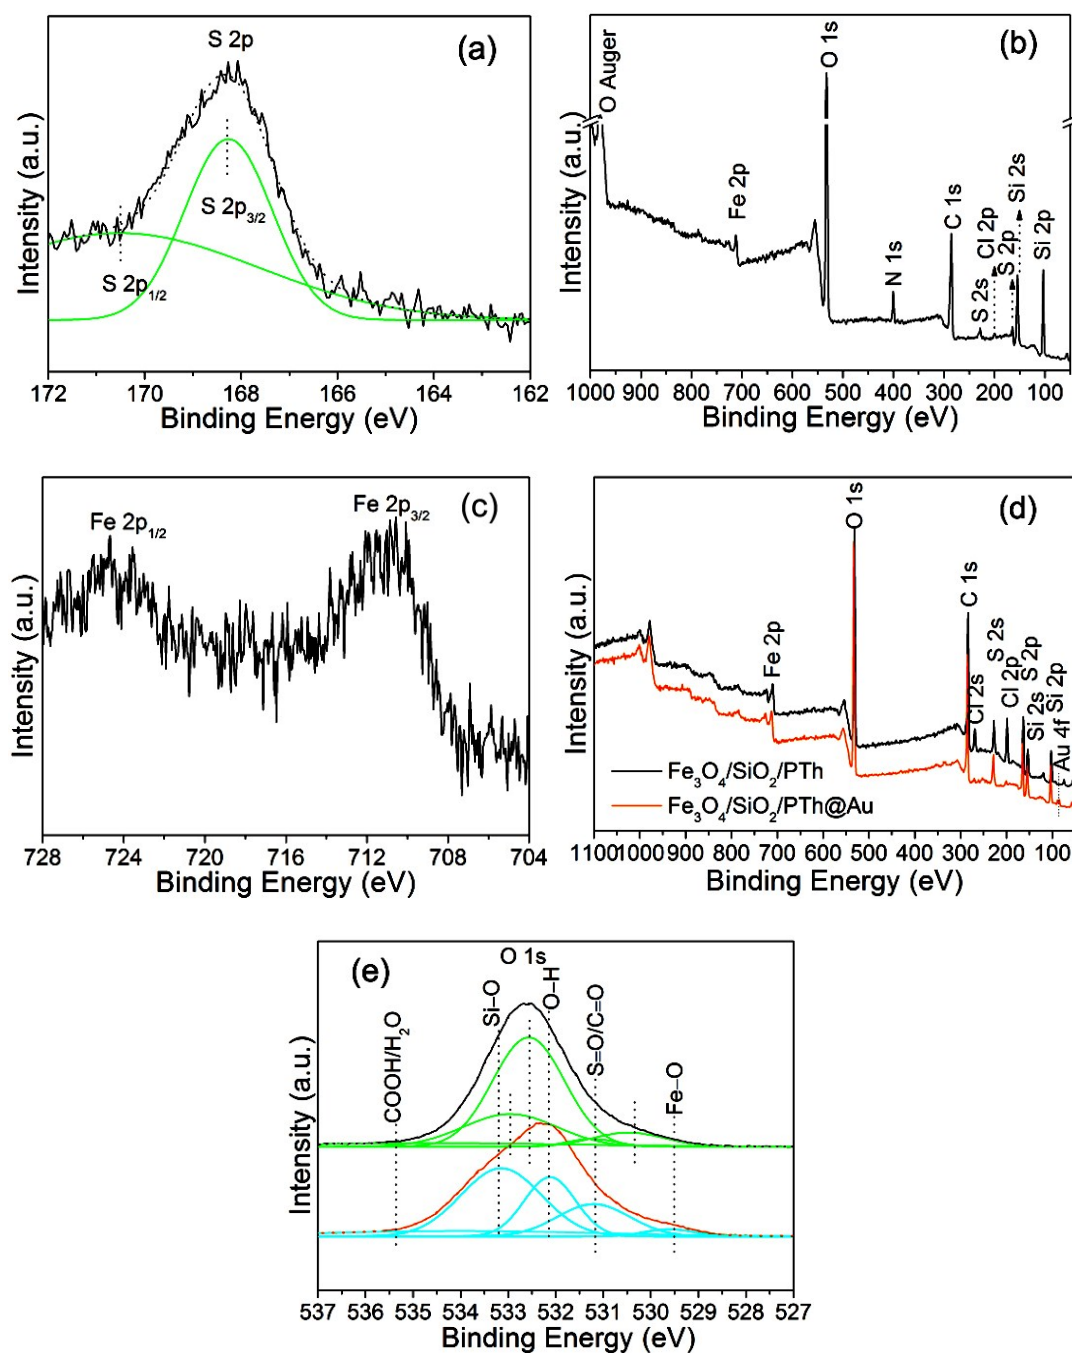 (a)
S 2p
S 2p3/2
S 2p1/2
Intensity (a.u.)
172 170 168 166 164 162
Binding Energy (eV)
(b)
O Auger
Fe 2p
O 1s
N 1s
C 1s
S 2s
Cl 2p
S 2p
Si 2s
Si 2p
Intensity (a.u.)
1000 900 800 700 600 500 400 300 200 100
Binding Energy (eV)
(c)
Fe 2p1/2
Fe 2p3/2
Intensity (a.u.)
728 724 720 716 712 708 704
Binding Energy (eV)
(d)
Fe 2p
O 1s
C 1s
Cl 2s
S 2s
Cl 2p
S 2p
Si 2s
Si 2p
Au 4f
Fe3O4/SiO2/PTh
Fe3O4/SiO2/PTh@Au
Intensity (a.u.)
1100 1000 900 800 700 600 500 400 300 200 100
Binding Energy (eV)
(e)
O 1s
COOH/H2O
Si–O
O–H
S=O/C=O
Fe–O
Intensity (a.u.)
537 536 535 534 533 532 531 530 529 528 527
Binding Energy (eV)